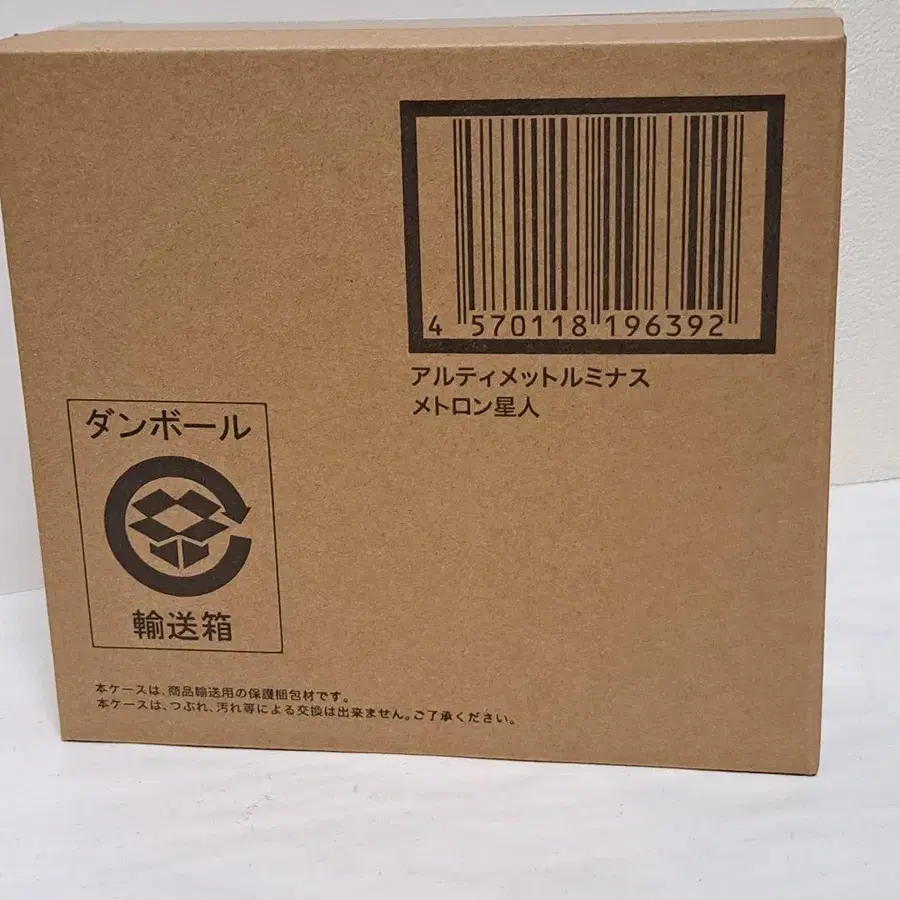 4 570118 196392
アルティメットルミナス
メトロン星人
ダンボール
輸送箱
本ケースは、商品輸送用の保護梱包材です。
本ケースは、つぶれ、汚れ等による交換は出来ません。ご了承ください。